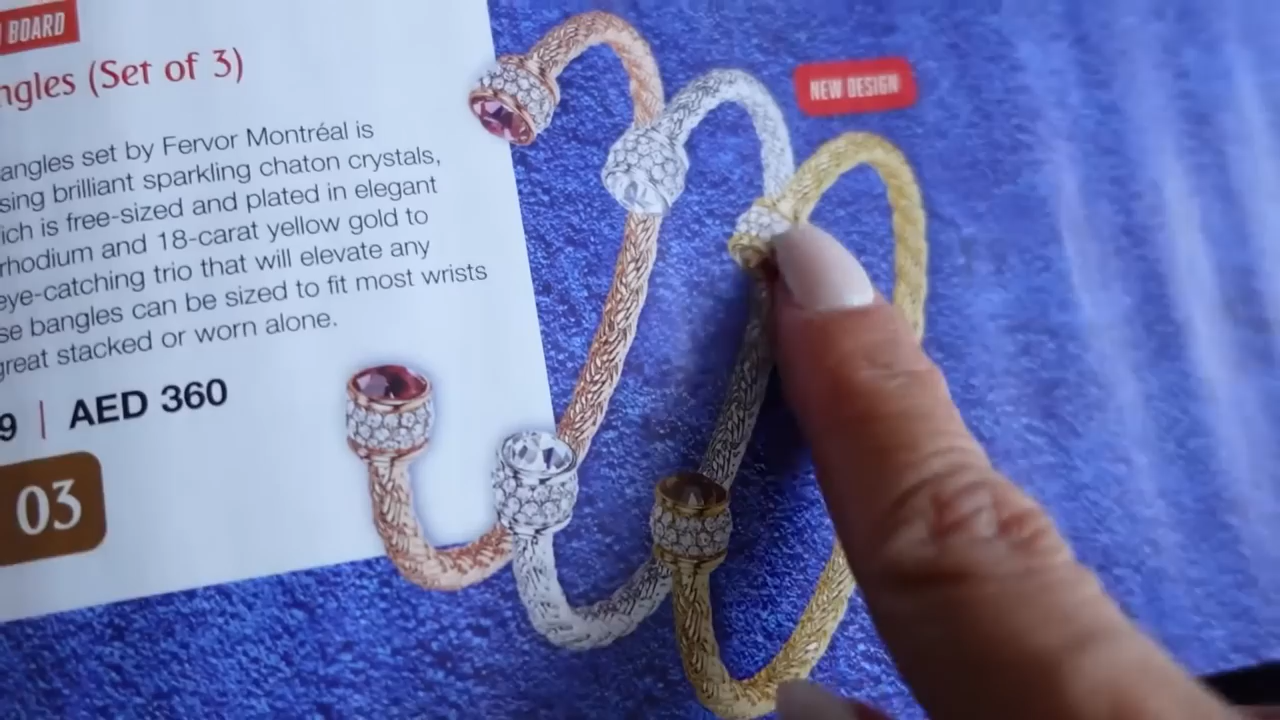 BOARD
ngles (Set of 3)
angles set by Fervor Montréal is
sing brilliant sparkling chaton crystals,
ich is free-sized and plated in elegant
rhodium and 18-carat yellow gold to
eye-catching trio that will elevate any
se bangles can be sized to fit most wrists
great stacked or worn alone.
9 | AED 360
03
NEW DESIGN